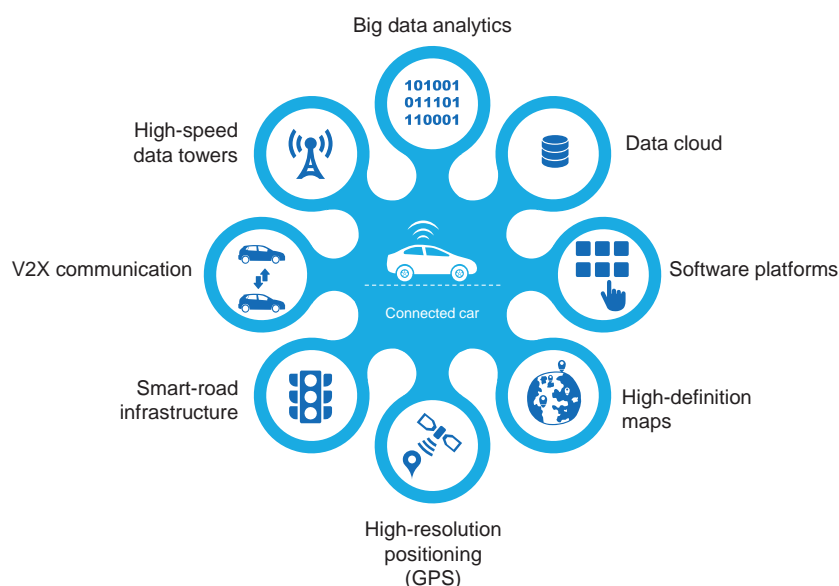 Big data analytics
101001
011101
110001
High-speed
data towers
Data cloud
V2X communication
Software platforms
Connected car
Smart-road
infrastructure
High-definition
maps
High-resolution
positioning
(GPS)